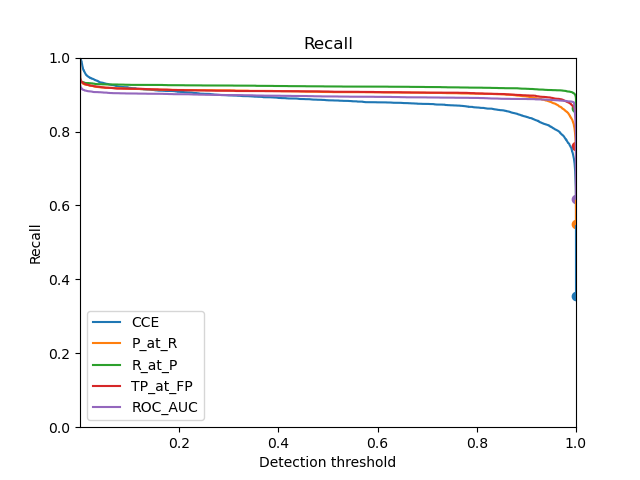 Recall
1.0
0.8
0.6
0.4
0.2
0.0
Recall
CCE
P_at_R
R_at_P
TP_at_FP
ROC_AUC
0.2
0.4
0.6
0.8
1.0
Detection threshold